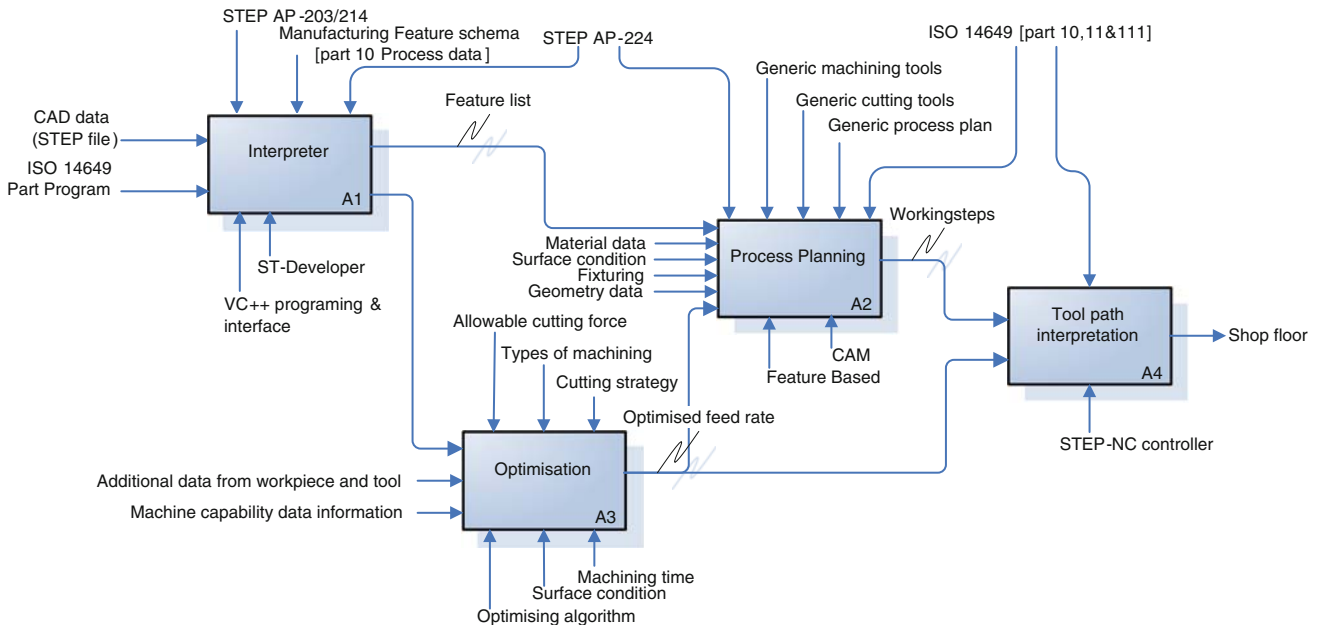 STEP AP-203/214
Manufacturing Feature schema
[part 10 Process data ]
STEP AP-224
ISO 14649 [part 10,11&111]
Generic machining tools
Generic cutting tools
Generic process plan
Feature list
CAD data
(STEP file)
ISO 14649
Part Program
Interpreter
A1
ST-Developer
VC++ programing &
interface
Material data
Surface condition
Fixturing
Geometry data
Process Planning
A2
Workingsteps
CAM
Feature Based
Tool path
interpretation
A4
Shop floor
STEP-NC controller
Allowable cutting force
Types of machining
Cutting strategy
Optimised feed rate
Optimisation
A3
Additional data from workpiece and tool
Machine capability data information
Machining time
Surface condition
Optimising algorithm